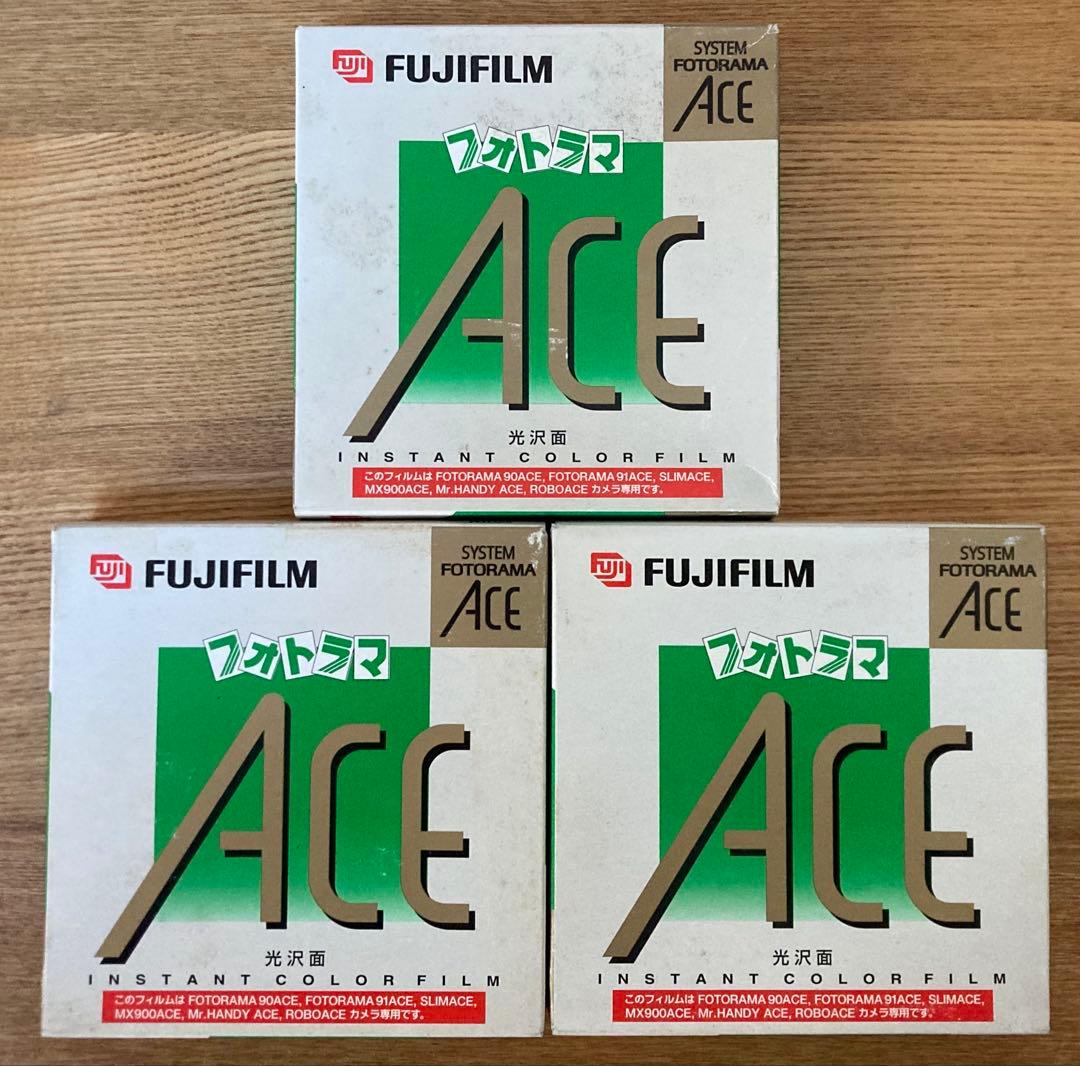 FUJI FUJIFILM
SYSTEM
FOTORAMA
ACE
フォトラマ
ACE
光沢面
INSTANT COLOR FILM
このフィルムは FOTORAMA 90ACE, FOTORAMA 91ACE, SLIMACE,
MX900ACE, Mr.HANDY ACE, ROBOACE カメラ専用です。
FUJI FUJIFILM
SYSTEM
FOTORAMA
ACE
フォトラマ
ACE
光沢面
INSTANT COLOR FILM
このフィルムは FOTORAMA 90ACE, FOTORAMA 91ACE, SLIMACE,
MX900ACE, Mr.HANDY ACE, ROBOACE カメラ専用です。
FUJI FUJIFILM
SYSTEM
FOTORAMA
ACE
フォトラマ
ACE
光沢面
INSTANT COLOR FILM
このフィルムは FOTORAMA 90ACE, FOTORAMA 91ACE, SLIMACE,
MX900ACE, Mr.HANDY ACE, ROBOACE カメラ専用です。